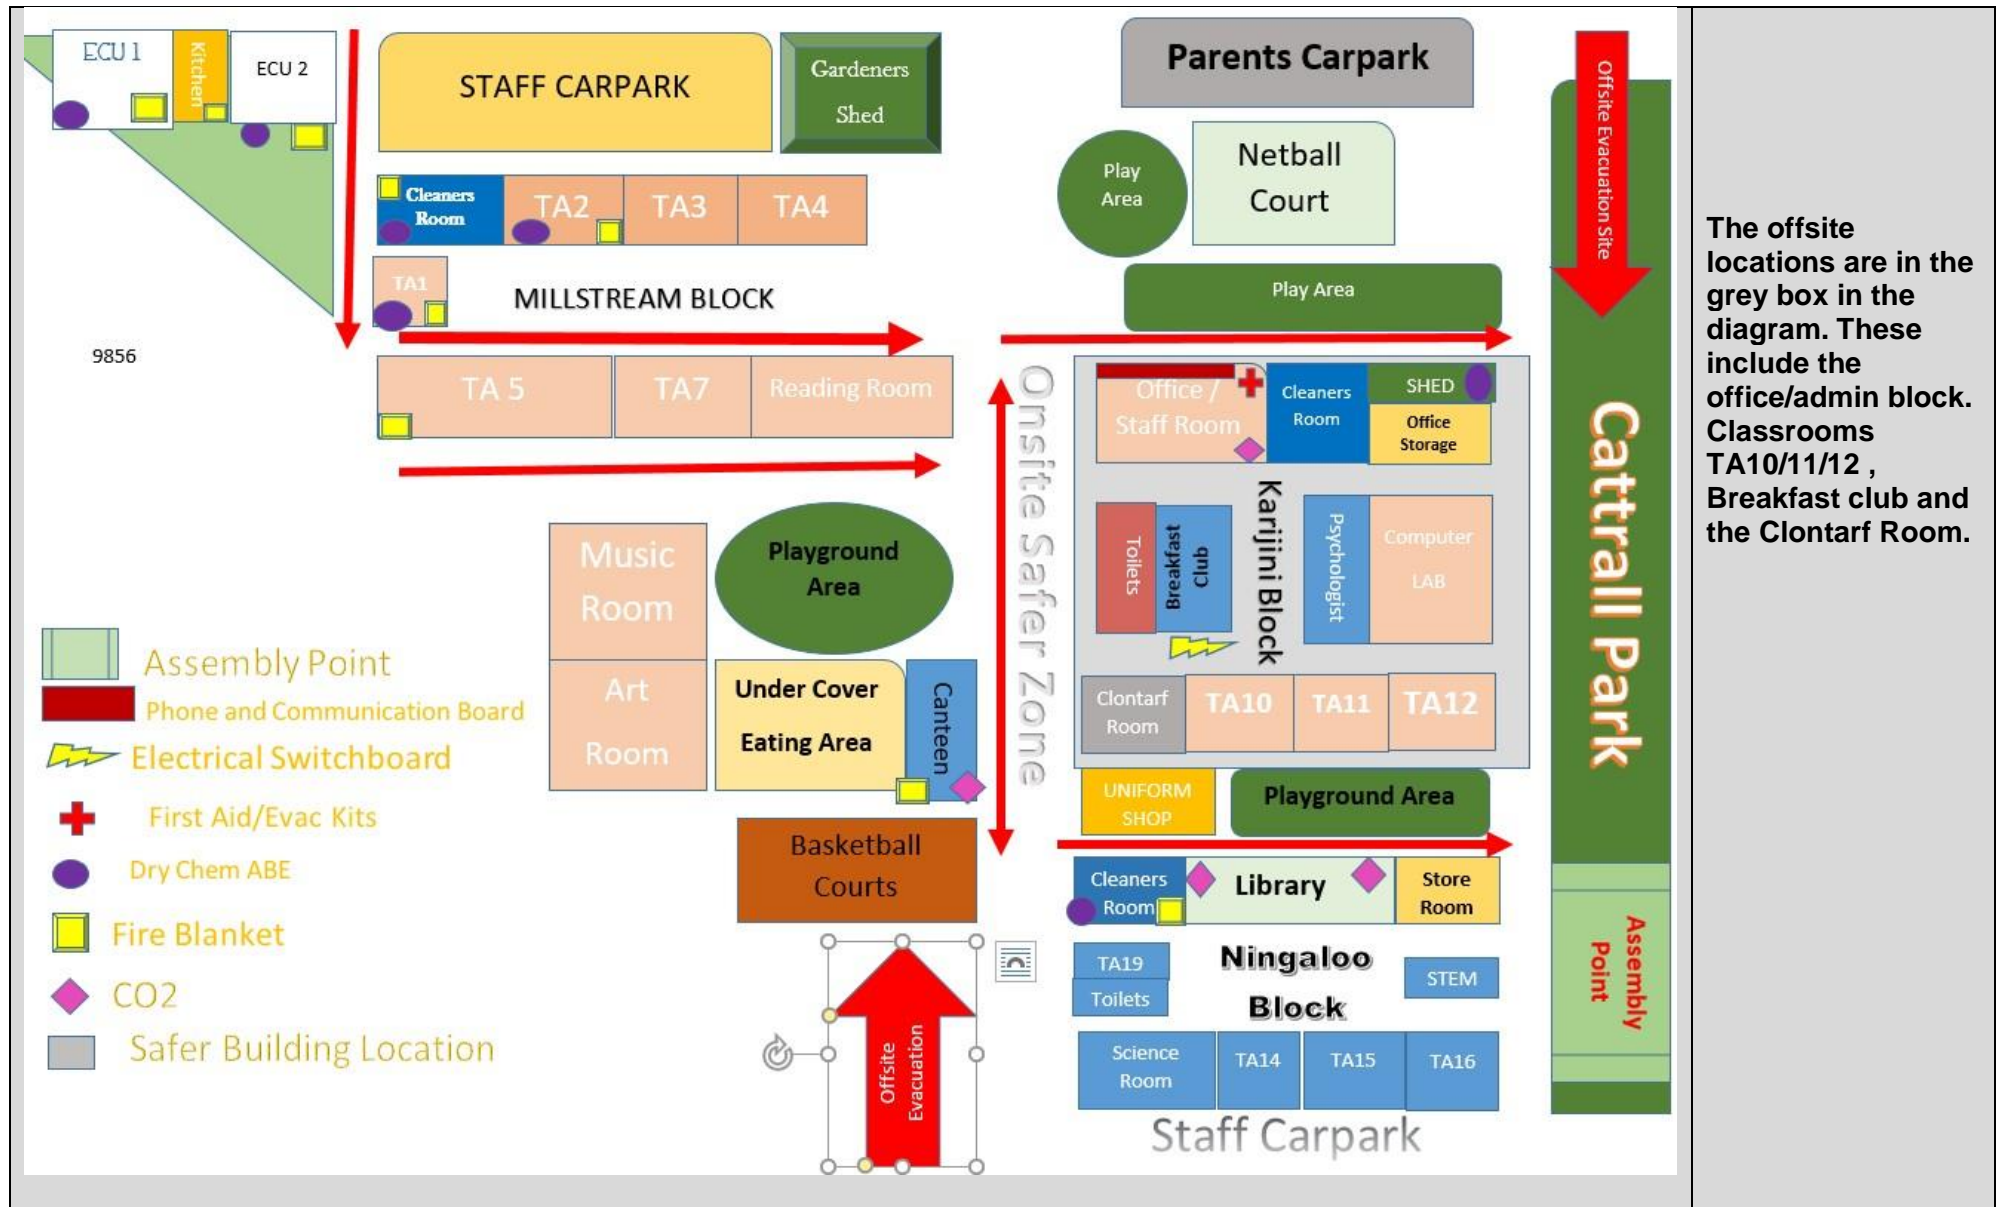 ECU 1
Kitchen
ECU 2
STAFF CARPARK
Gardeners
Shed
Parents Carpark
Offsite Evacuation Site
Play
Area
Netball
Court
Cleaners
Room
TA2
TA3
TA4
TA1
MILLSTREAM BLOCK
Play Area
9856
TA 5
TA7
Reading Room
Onsite Safer Zone
Office /
Staff Room
Cleaners
Room
SHED
Office
Storage
Cattrall Park
Music
Room
Playground
Area
Toilets
Breakfast
Club
Karijini Block
Psychologist
Computer
LAB
Art
Room
Under Cover
Eating Area
Canteen
Clontarf
Room
TA10
TA11
TA12
UNIFORM
SHOP
Playground Area
Basketball
Courts
Cleaners
Room
Library
Store
Room
Assembly
Point
TA19
Toilets
Ningaloo
Block
STEM
Offsite
Evacuation
Science
Room
TA14
TA15
TA16
Staff Carpark
Assembly Point
Phone and Communication Board
Electrical Switchboard
First Aid/Evac Kits
Dry Chem ABE
Fire Blanket
CO2
Safer Building Location
The offsite
locations are in the
grey box in the
diagram. These
include the
office/admin block.
Classrooms
TA10/11/12 ,
Breakfast club and
the Clontarf Room.